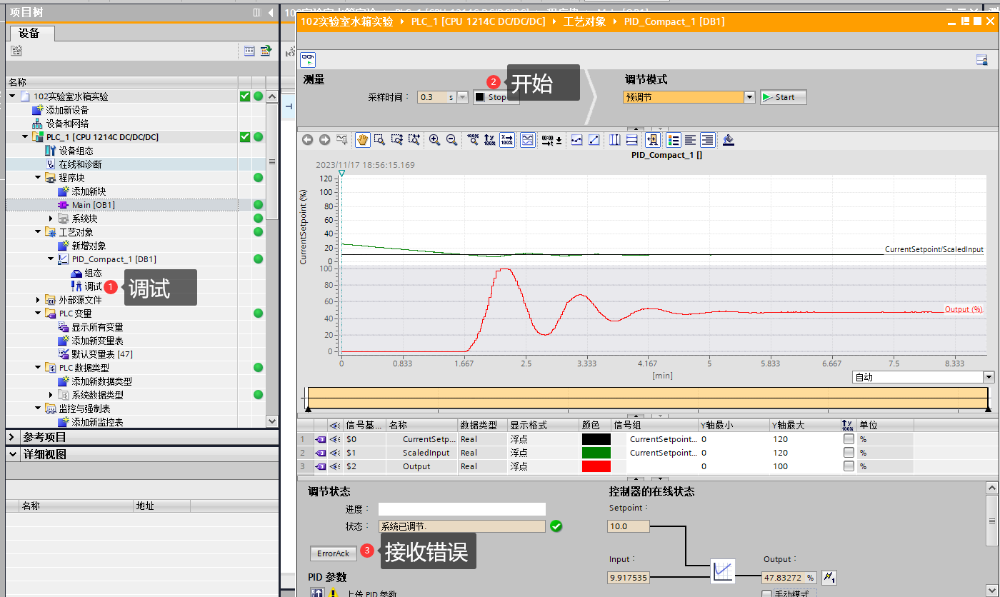 项目树
设备
名称
102实验室水箱实验
添加新设备
设备和网络
PLC_1 [CPU 1214C DC/DC/DC]
设备组态
在线和诊断
程序块
添加新块
Main [OB1]
系统块
工艺对象
新增对象
PID_Compact_1 [DB1]
组态
调试
1
调试
外部源文件
PLC 变量
显示所有变量
添加新变量表
默认变量表 [47]
PLC 数据类型
添加新数据类型
系统数据类型
监控与强制表
添加新监控表
参考项目
详细视图
名称 地址
102实验室水箱实验 PLC_1 [CPU 1214C DC/DC/DC] 工艺对象 PID_Compact_1 [DB1]
测量
采样时间： 0.3 s Stop
2
开始
调节模式
预调节 Start
PID_Compact_1 []
2023/11/17 18:56:15.169
CurrentSetpoint (%)
120
100
80
60
40
20
0
CurrentSetpoint/ScaledInput
100
80
60
40
20
0
Output (%)
0 0.833 1.667 2.5 3.333 4.167 5 5.833 6.667 7.5 8.333
[min]
自动
信号基... 名称 数据类型 显示格式 颜色 信号组 Y轴最小 Y轴最大 单位
1 $0 CurrentSetp... Real 浮点 CurrentSetpoint... 0 120 %
2 $1 ScaledInput Real 浮点 CurrentSetpoint... 0 120 %
3 $2 Output Real 浮点 0 100 %
调节状态
进度：
状态： 系统已调节.
ErrorAck
3
接收错误
PID 参数
上传 PID 参数
控制器的在线状态
Setpoint：
10.0
Input：
9.917535
Output：
47.83272 %
手动模式